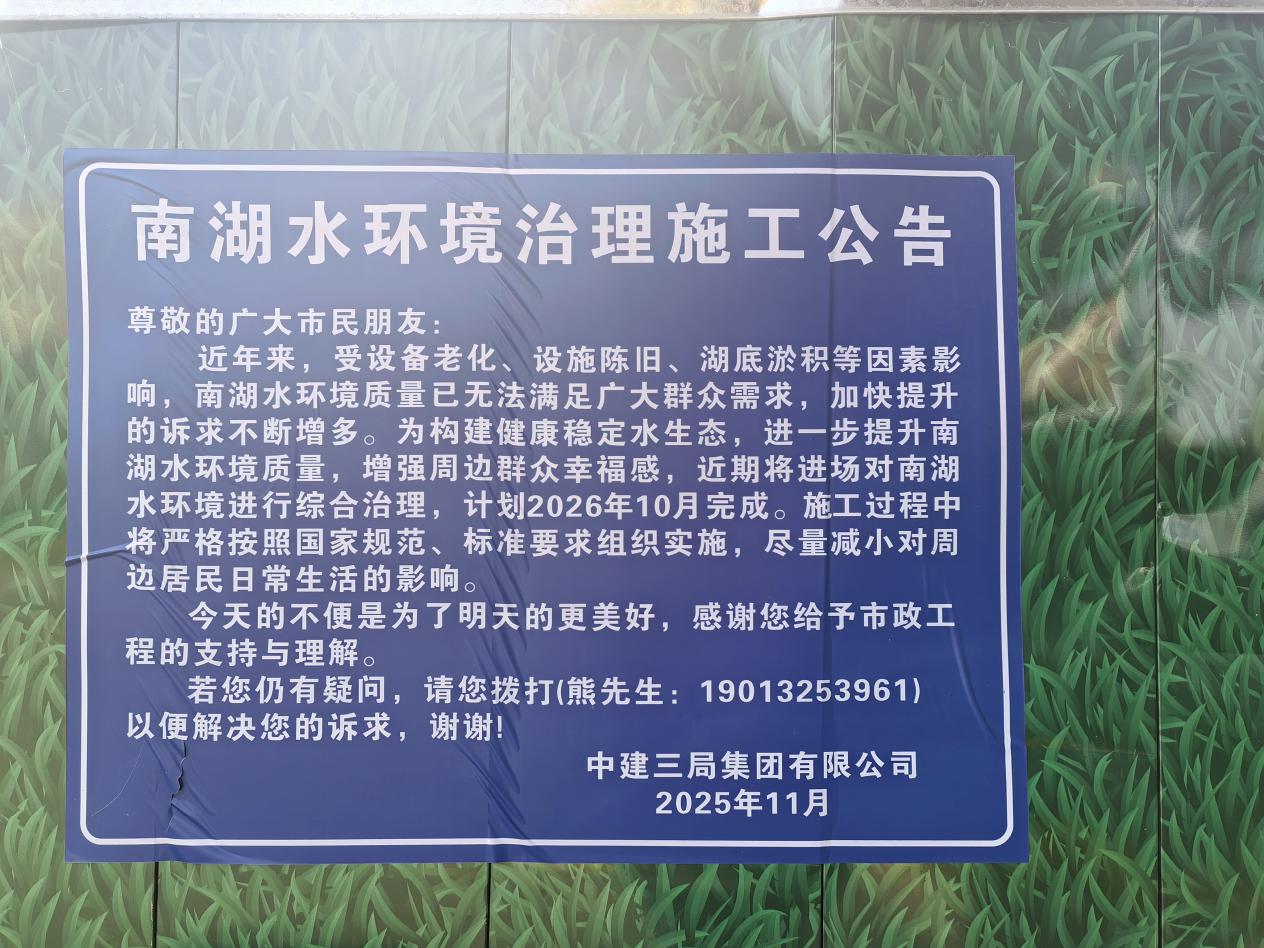 南湖水环境治理施工公告
尊敬的广大市民朋友：
近年来，受设备老化、设施陈旧、湖底淤积等因素影
响，南湖水环境质量已无法满足广大群众需求，加快提升
的诉求不断增多。为构建健康稳定水生态，进一步提升南
湖水环境质量，增强周边群众幸福感，近期将进场对南湖
水环境进行综合治理，计划2026年10月完成。施工过程中
将严格按照国家规范、标准要求组织实施，尽量减小对周
边居民日常生活的影响。
今天的不便是为了明天的更美好，感谢您给予市政工
程的支持与理解。
若您仍有疑问，请您拨打(熊先生：19013253961)
以便解决您的诉求，谢谢!
中建三局集团有限公司
2025年11月